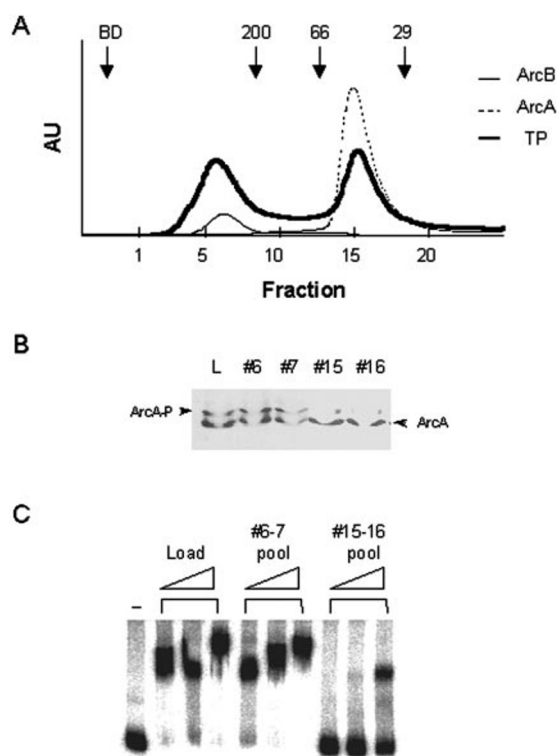 A
BD 200 66 29
ArcB
ArcA
TP
AU
1 5 10 15 20
Fraction
B
L #6 #7 #15 #16
ArcA-P
ArcA
C
#6-7 #15-16
Load pool pool
–